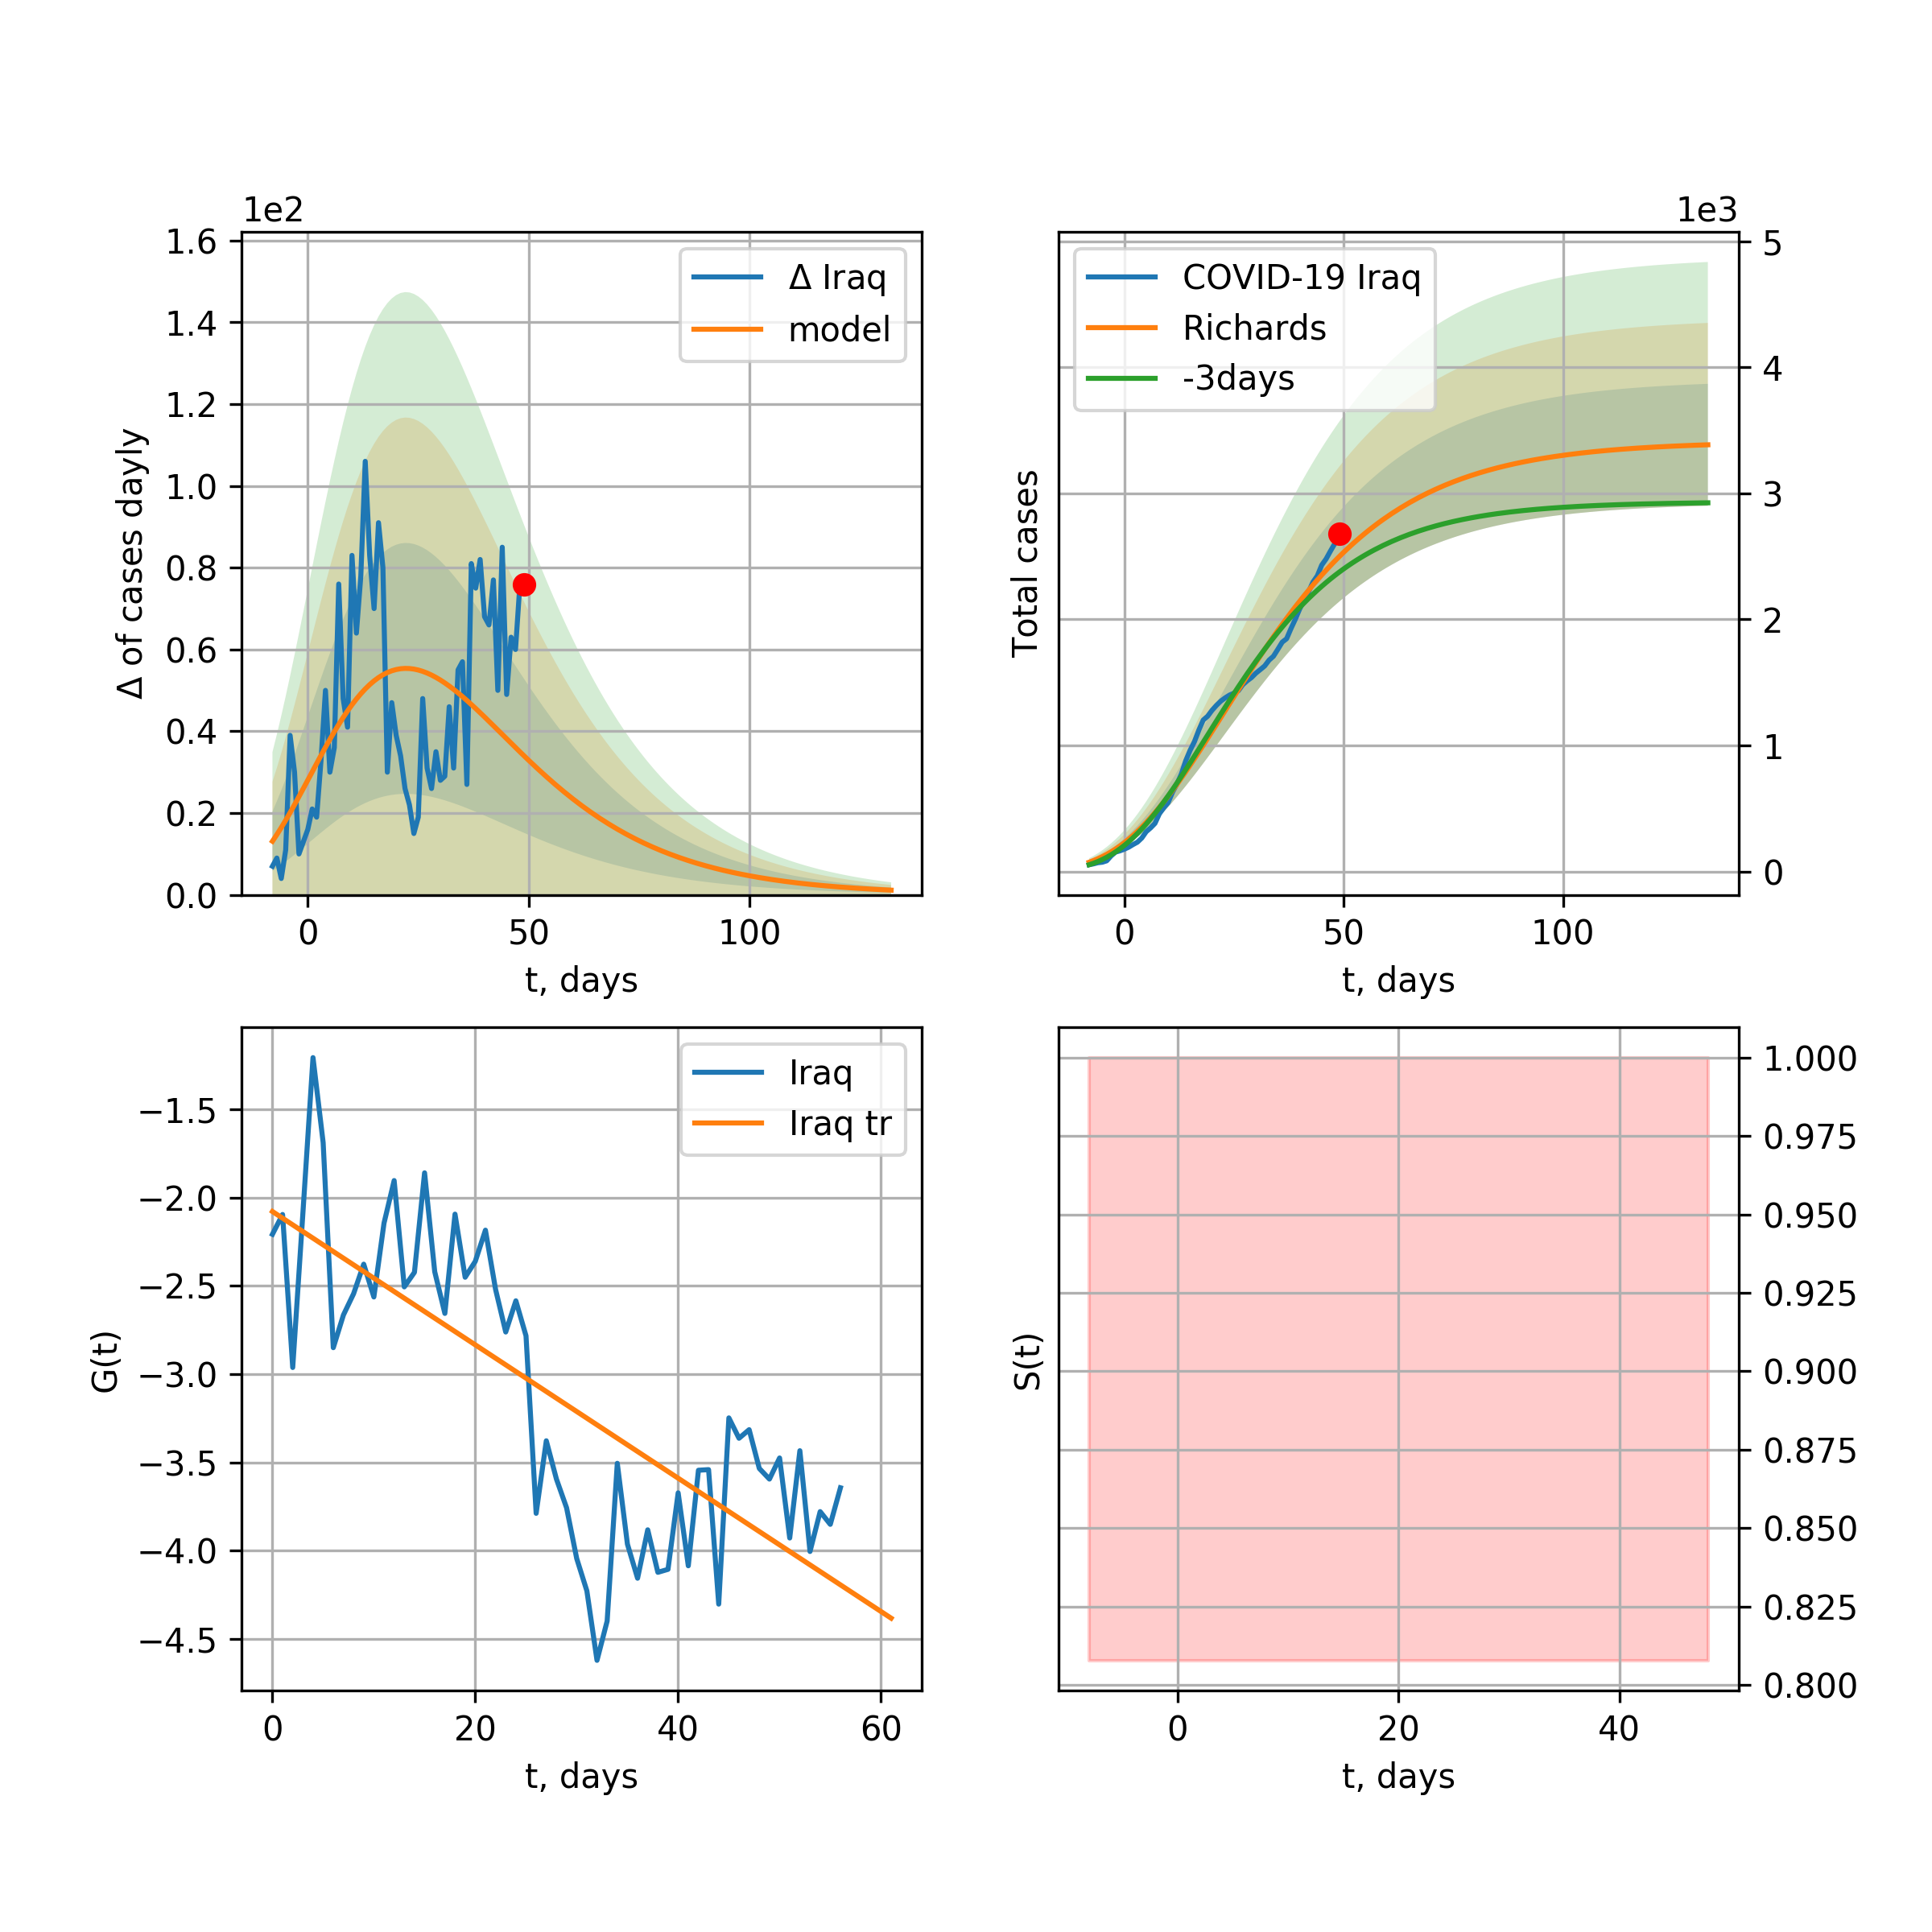 1e2
1.6
1.4
1.2
1.0
0.8
0.6
0.4
0.2
0.0
Δ of cases dayly
Δ Iraq
model
0 50 100
t, days
1e3
5
4
3
2
1
0
Total cases
COVID-19 Iraq
Richards
-3days
0 50 100
t, days
−1.5
−2.0
−2.5
−3.0
−3.5
−4.0
−4.5
G(t)
Iraq
Iraq tr
0 20 40 60
t, days
1.000
0.975
0.950
0.925
0.900
0.875
0.850
0.825
0.800
S(t)
0 20 40
t, days